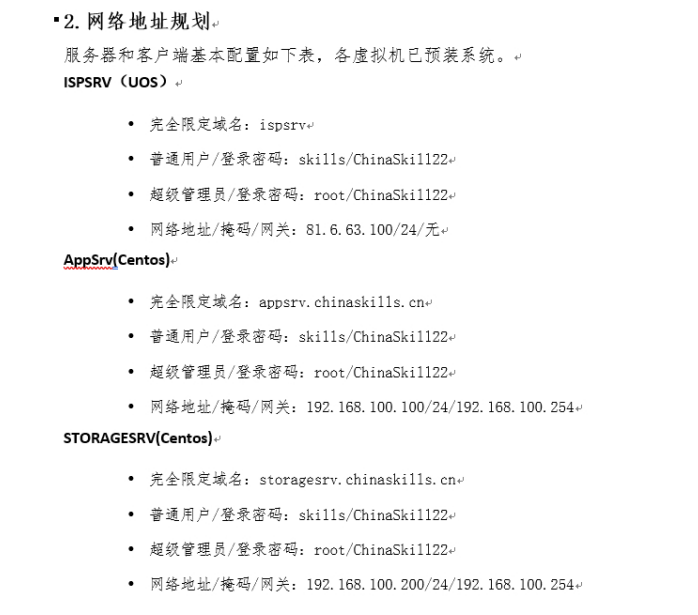 2. 网络地址规划
服务器和客户端基本配置如下表，各虚拟机已预装系统。
ISPSRV（UOS）
• 完全限定域名：ispsrv
• 普通用户/登录密码：skills/ChinaSkill22
• 超级管理员/登录密码：root/ChinaSkill22
• 网络地址/掩码/网关：81.6.63.100/24/无
AppSrv(Centos)
• 完全限定域名：appsrv.chinaskills.cn
• 普通用户/登录密码：skills/ChinaSkill22
• 超级管理员/登录密码：root/ChinaSkill22
• 网络地址/掩码/网关：192.168.100.100/24/192.168.100.254
STORAGESRV(Centos)
• 完全限定域名：storagesrv.chinaskills.cn
• 普通用户/登录密码：skills/ChinaSkill22
• 超级管理员/登录密码：root/ChinaSkill22
• 网络地址/掩码/网关：192.168.100.200/24/192.168.100.254